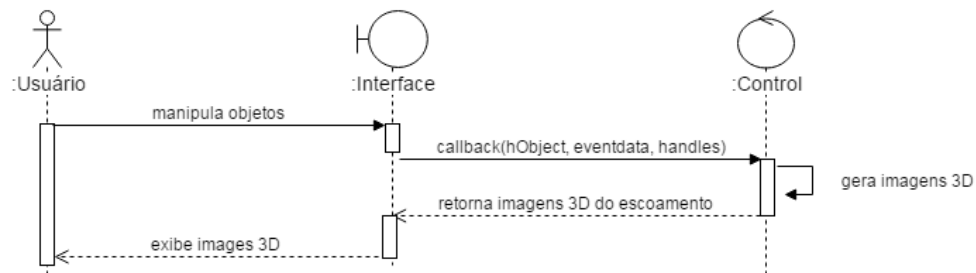 :Usuário
:Interface
:Control
manipula objetos
callback(hObject, eventdata, handles)
gera imagens 3D
retorna imagens 3D do escoamento
exibe images 3D